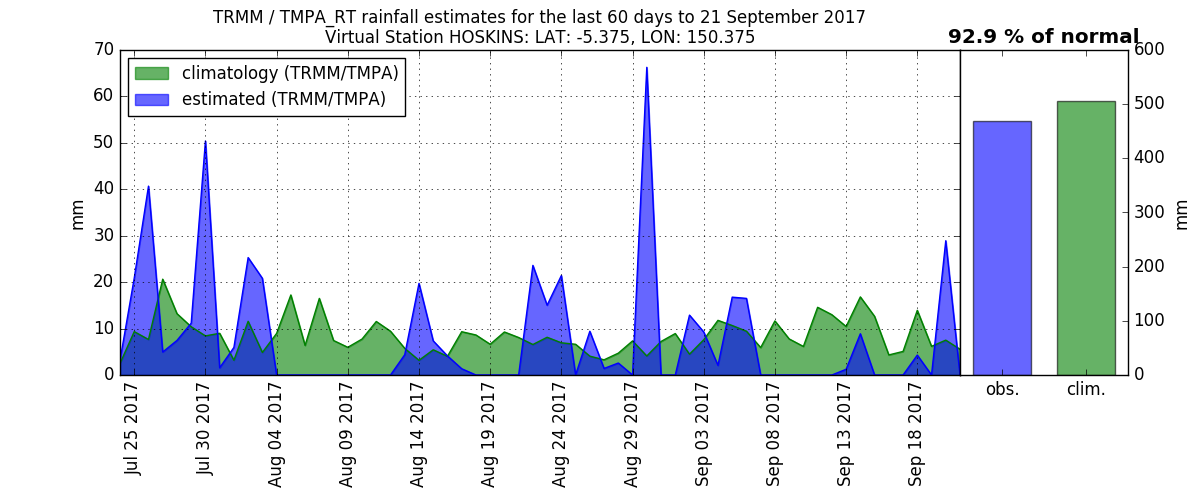 TRMM / TMPA_RT rainfall estimates for the last 60 days to 21 September 2017
Virtual Station HOSKINS: LAT: -5.375, LON: 150.375
92.9 % of normal
climatology (TRMM/TMPA)
estimated (TRMM/TMPA)
70
60
50
40
30
20
10
0
mm
Jul 25 2017
Jul 30 2017
Aug 04 2017
Aug 09 2017
Aug 14 2017
Aug 19 2017
Aug 24 2017
Aug 29 2017
Sep 03 2017
Sep 08 2017
Sep 13 2017
Sep 18 2017
obs.
clim.
600
500
400
300
200
100
0
mm